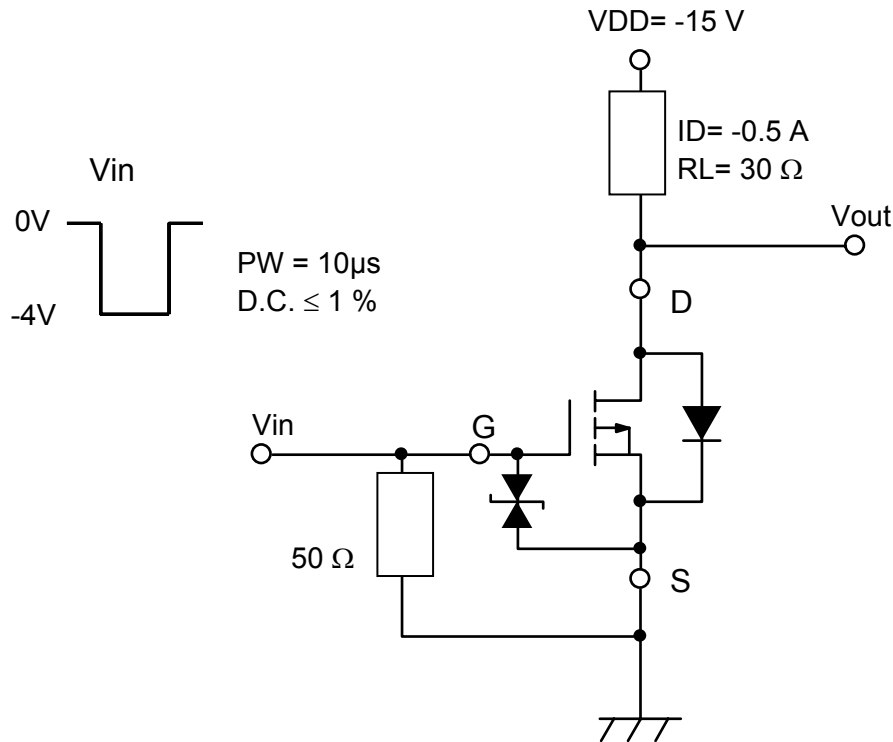 VDD= -15 V
ID= -0.5 A
RL= 30 Ω
Vin
0V
-4V
PW = 10µs
D.C. ≤ 1 %
Vout
D
Vin
G
50 Ω
S